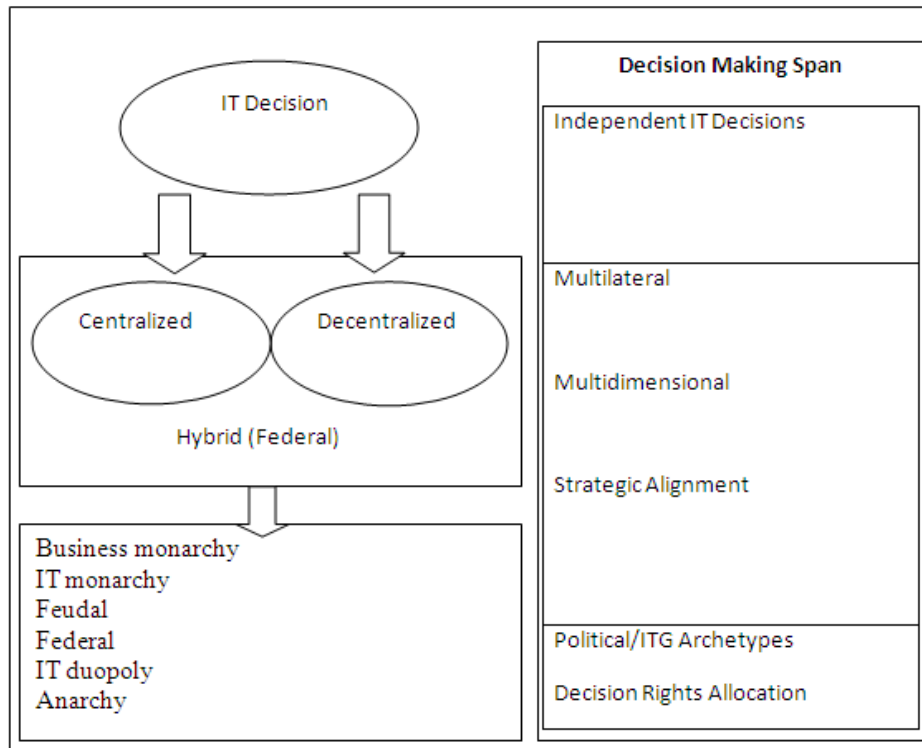 IT Decision
Centralized
Decentralized
Hybrid (Federal)
Business monarchy
IT monarchy
Feudal
Federal
IT duopoly
Anarchy
Decision Making Span
Independent IT Decisions
Multilateral
Multidimensional
Strategic Alignment
Political/ITG Archetypes
Decision Rights Allocation